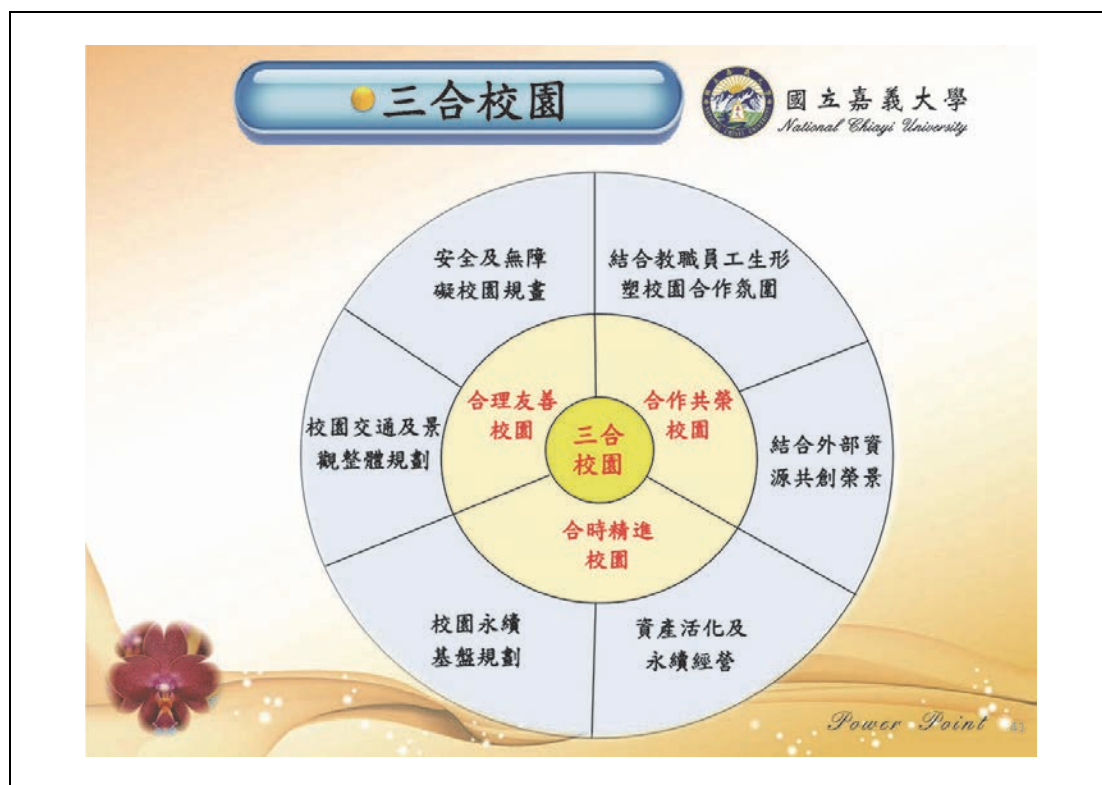 三合校園
國立嘉義大學
National Chiayi University
安全及無障
礙校園規畫
結合教職員工生形
塑校園合作氛圍
合理友善
校園
合作共榮
校園
三合
校園
校園交通及景
觀整體規劃
結合外部資
源共創榮景
合時精進
校園
校園永續
基盤規劃
資產活化及
永續經營
Power Point